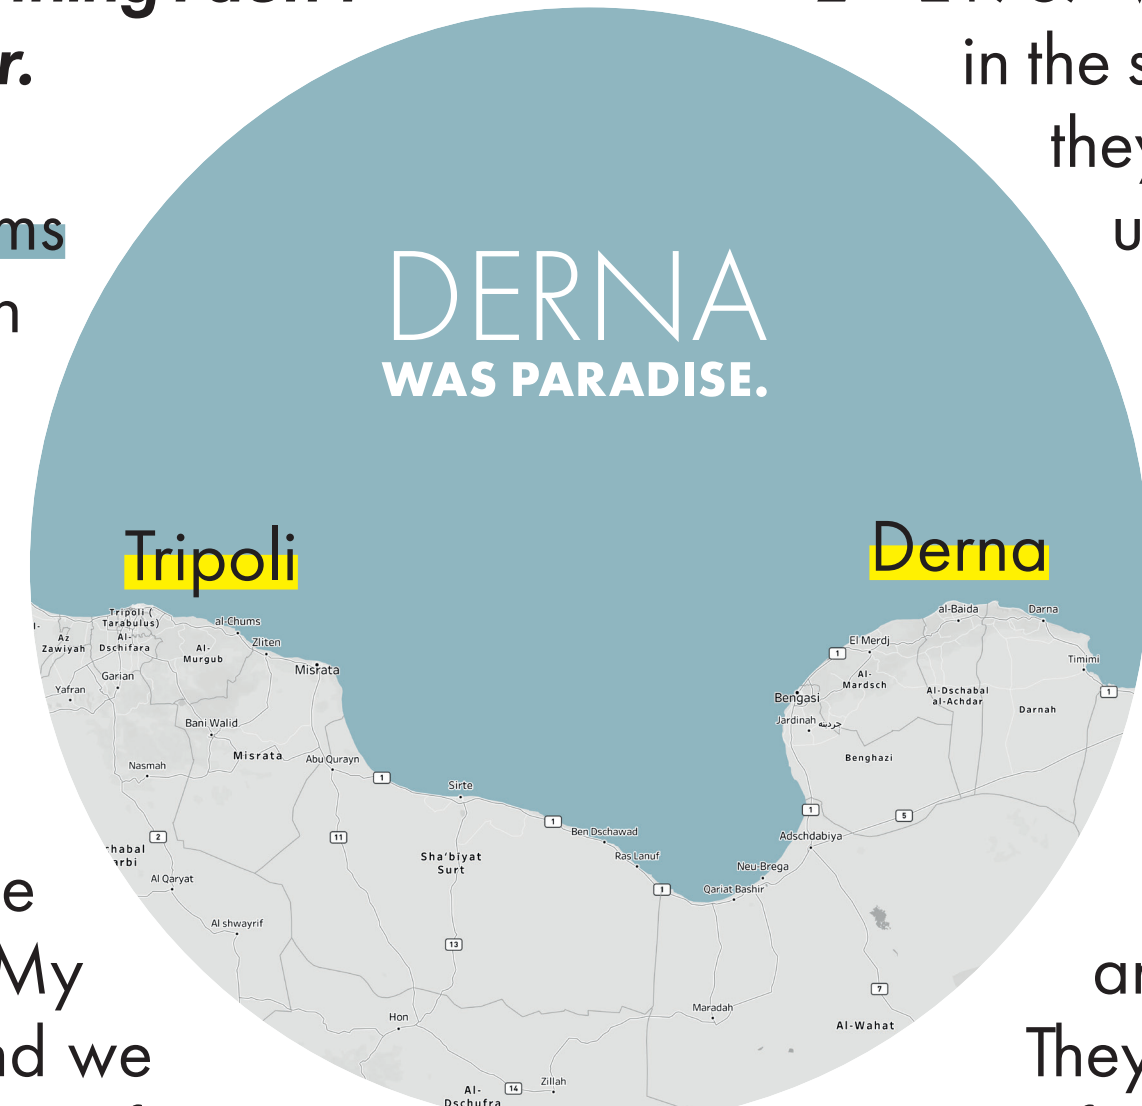 r.
in the s
they
ms
u
n
DERNA
WAS PARADISE.
Tripoli
Derna
Tripoli (
Tarabulus)
al-Chums
al-Baida
Darna
Az
Zawiyah
Al-
Dschifara
Zliten
Al-
Murgub
El Merdj
1
Misrata
Timimi
Garian
Yafran
Al-
Mardsch
Al-Dschabal
al-Achdar
1
Bengasi
Darnah
Jardinah جردينه
Bani Walid
Misrata
Abu Qurayn
Benghazi
Nasmah
1
Sirte
1
5
1
2
11
Ben Dschawad
Adschdabiya
chabal
arbi
Sha'biyat
Surt
Ras Lanuf
Neu-Brega
Al Qaryat
1
Qariat Bashir
e
Al shwayrif
13
My
ar
7
Maradah
Hon
Al-Wahat
nd we
They
Al-
Dschufra
14
Zillah